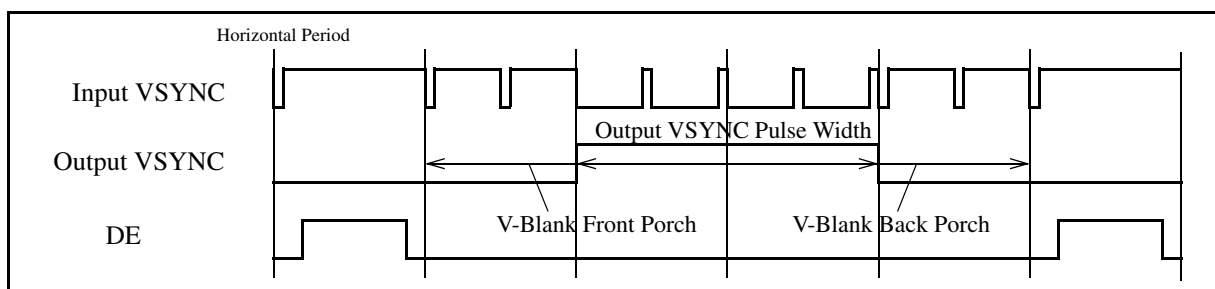 Horizontal Period
Input VSYNC
Output VSYNC Pulse Width
Output VSYNC
V-Blank Front Porch
V-Blank Back Porch
DE